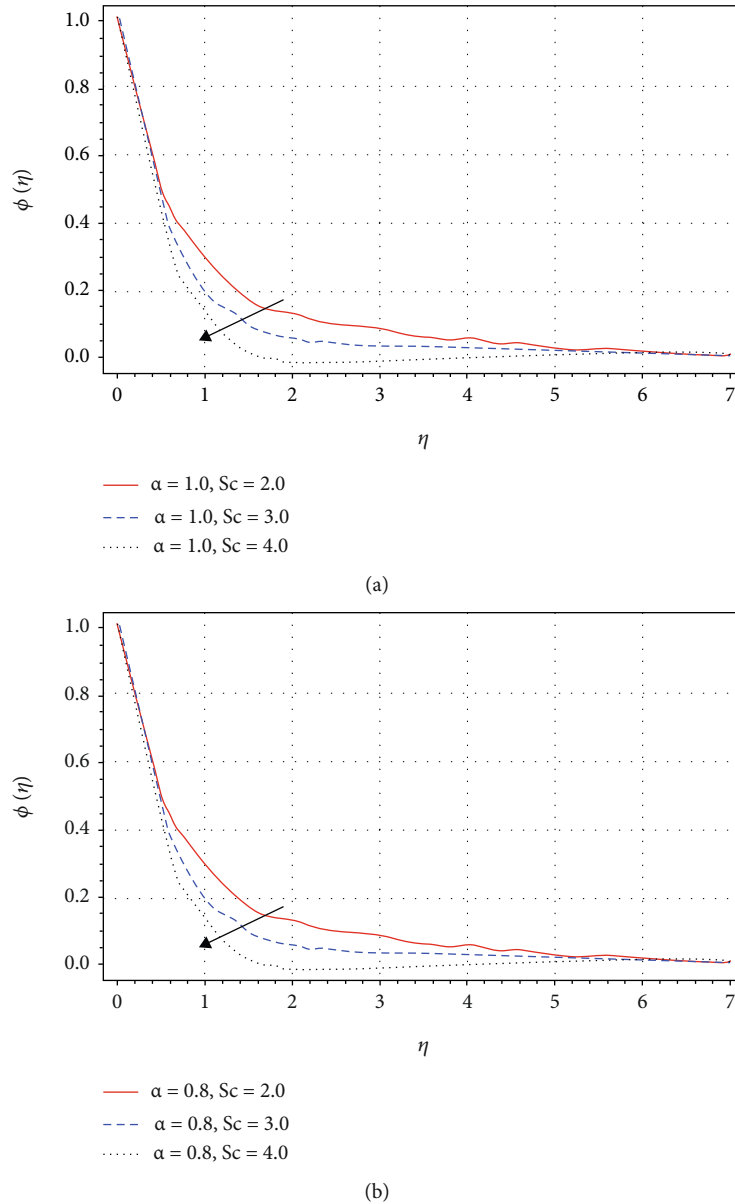 1.0
0.8
0.6
0.4
0.2
0.0
ϕ (η)
0 1 2 3 4 5 6 7
η
α = 1.0, Sc = 2.0
α = 1.0, Sc = 3.0
α = 1.0, Sc = 4.0
(a)
1.0
0.8
0.6
0.4
0.2
0.0
ϕ (η)
0 1 2 3 4 5 6 7
η
α = 0.8, Sc = 2.0
α = 0.8, Sc = 3.0
α = 0.8, Sc = 4.0
(b)